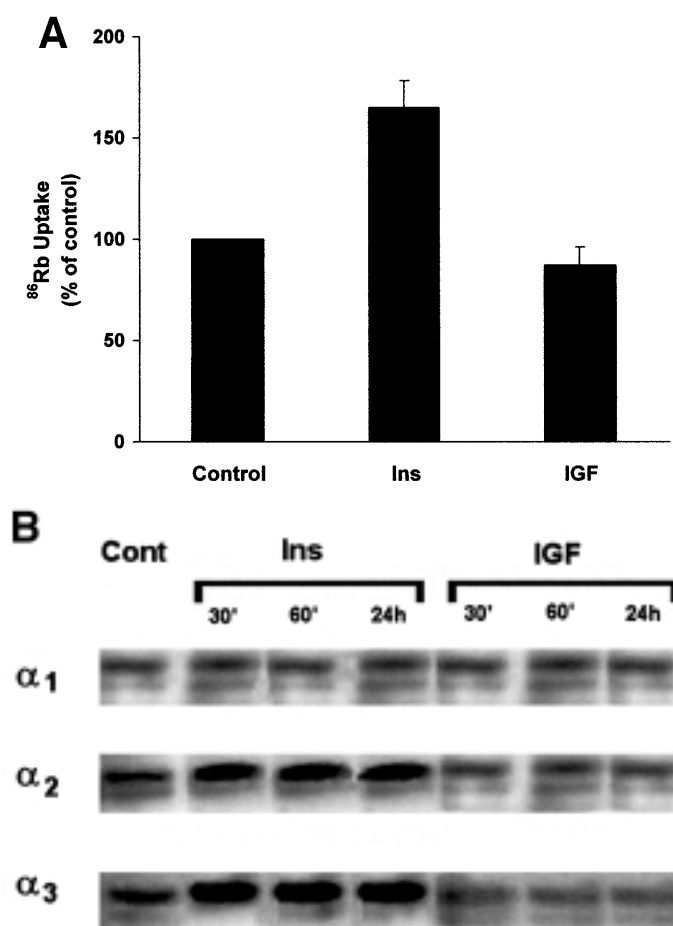 A
200
150
100
50
0
⁸⁶Rb Uptake
(% of control)
Control Ins IGF
B
Cont Ins IGF
30' 60' 24h 30' 60' 24h
α1
α2
α3